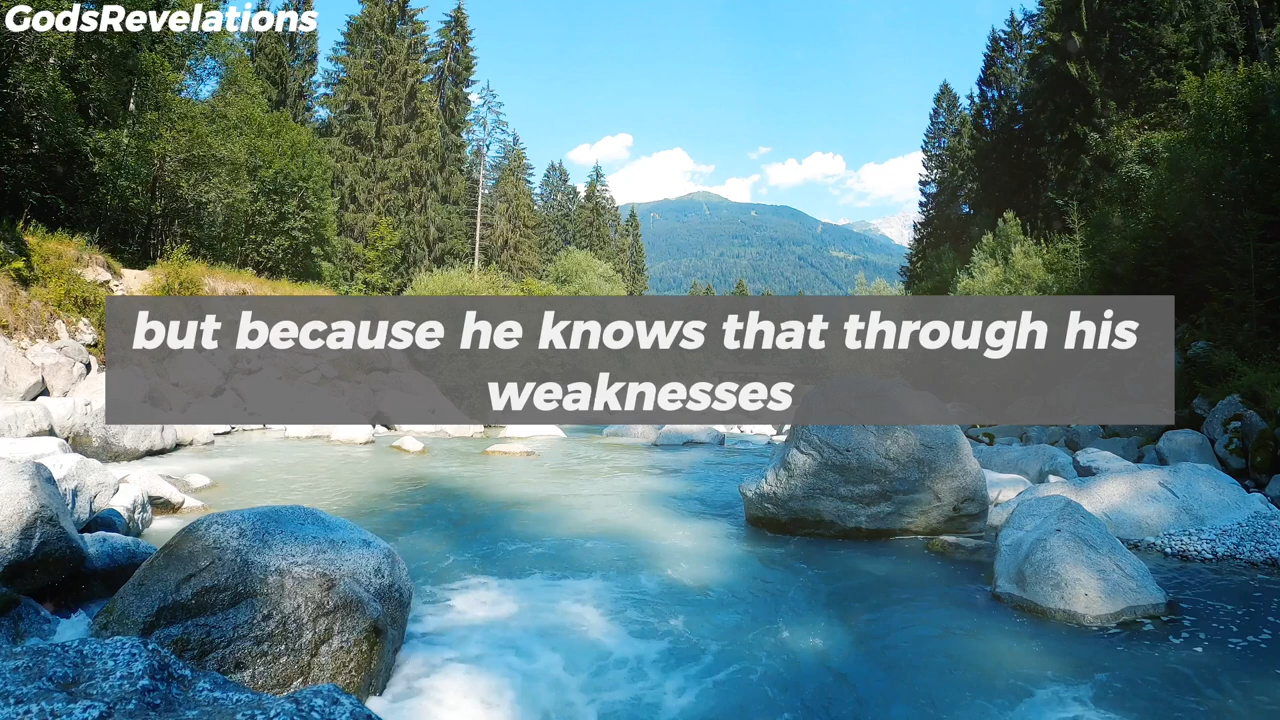 GodsRevelations
but because he knows that through his
weaknesses